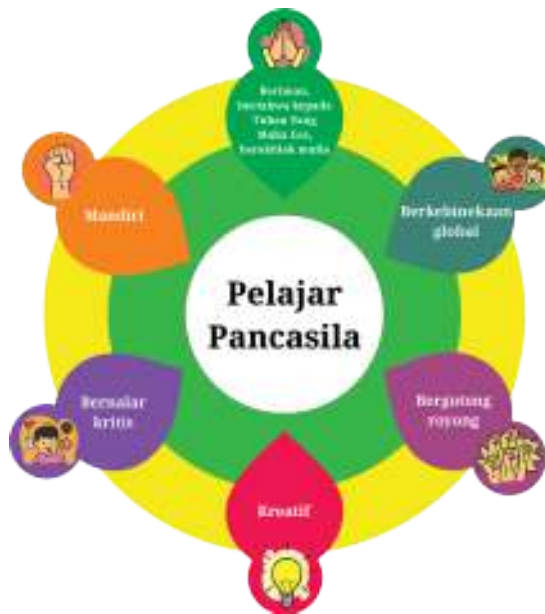 Beriman,
bertakwa kepada
Tuhan Yang
Maha Esa,
berakhlak mulia
Berkebinekaan
global
Bergotong
royong
Kreatif
Bernalar
kritis
Mandiri
Pelajar
Pancasila